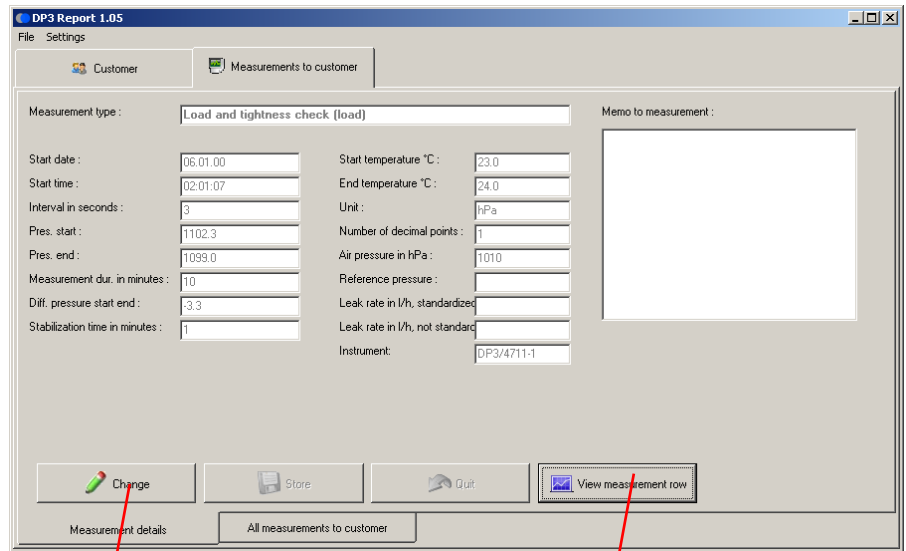 DP3 Report 1.05
File Settings
Customer Measurements to customer
Measurement type : Load and tightness check (load) Memo to measurement :
Start date : 06.01.00 Start temperature °C : 23.0
Start time : 02:01:07 End temperature °C : 24.0
Interval in seconds : 3 Unit : hPa
Pres. start : 1102.3 Number of decimal points : 1
Pres. end : 1099.0 Air pressure in hPa : 1010
Measurement dur. in minutes : 10 Reference pressure :
Diff. pressure start end : -3.3 Leak rate in l/h, standardized
Stabilization time in minutes : 1 Leak rate in l/h, not standard
Instrument: DP3/4711-1
Change Store Quit View measurement row
Measurement details All measurements to customer